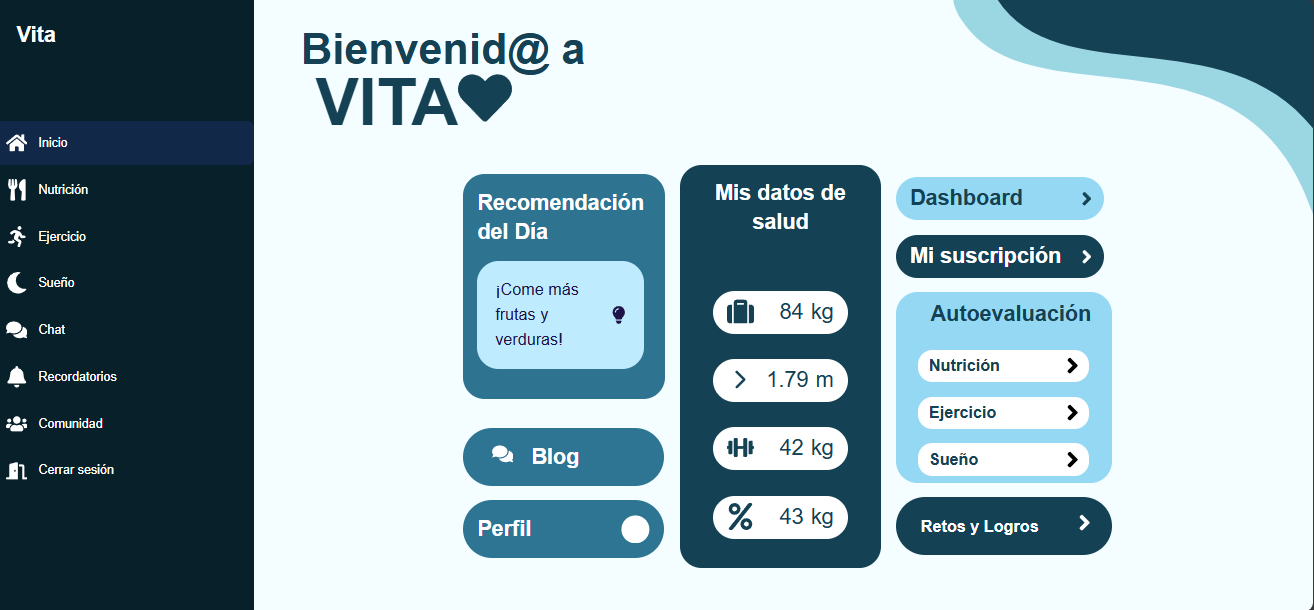 Vita
Inicio
Nutrición
Ejercicio
Sueño
Chat
Recordatorios
Comunidad
Cerrar sesión
Bienvenid@ a
VITA
Recomendación
del Día
¡Come más
frutas y
verduras!
Blog
Perfil
Mis datos de
salud
84 kg
1.79 m
42 kg
43 kg
Dashboard
Mi suscripción
Autoevaluación
Nutrición
Ejercicio
Sueño
Retos y Logros